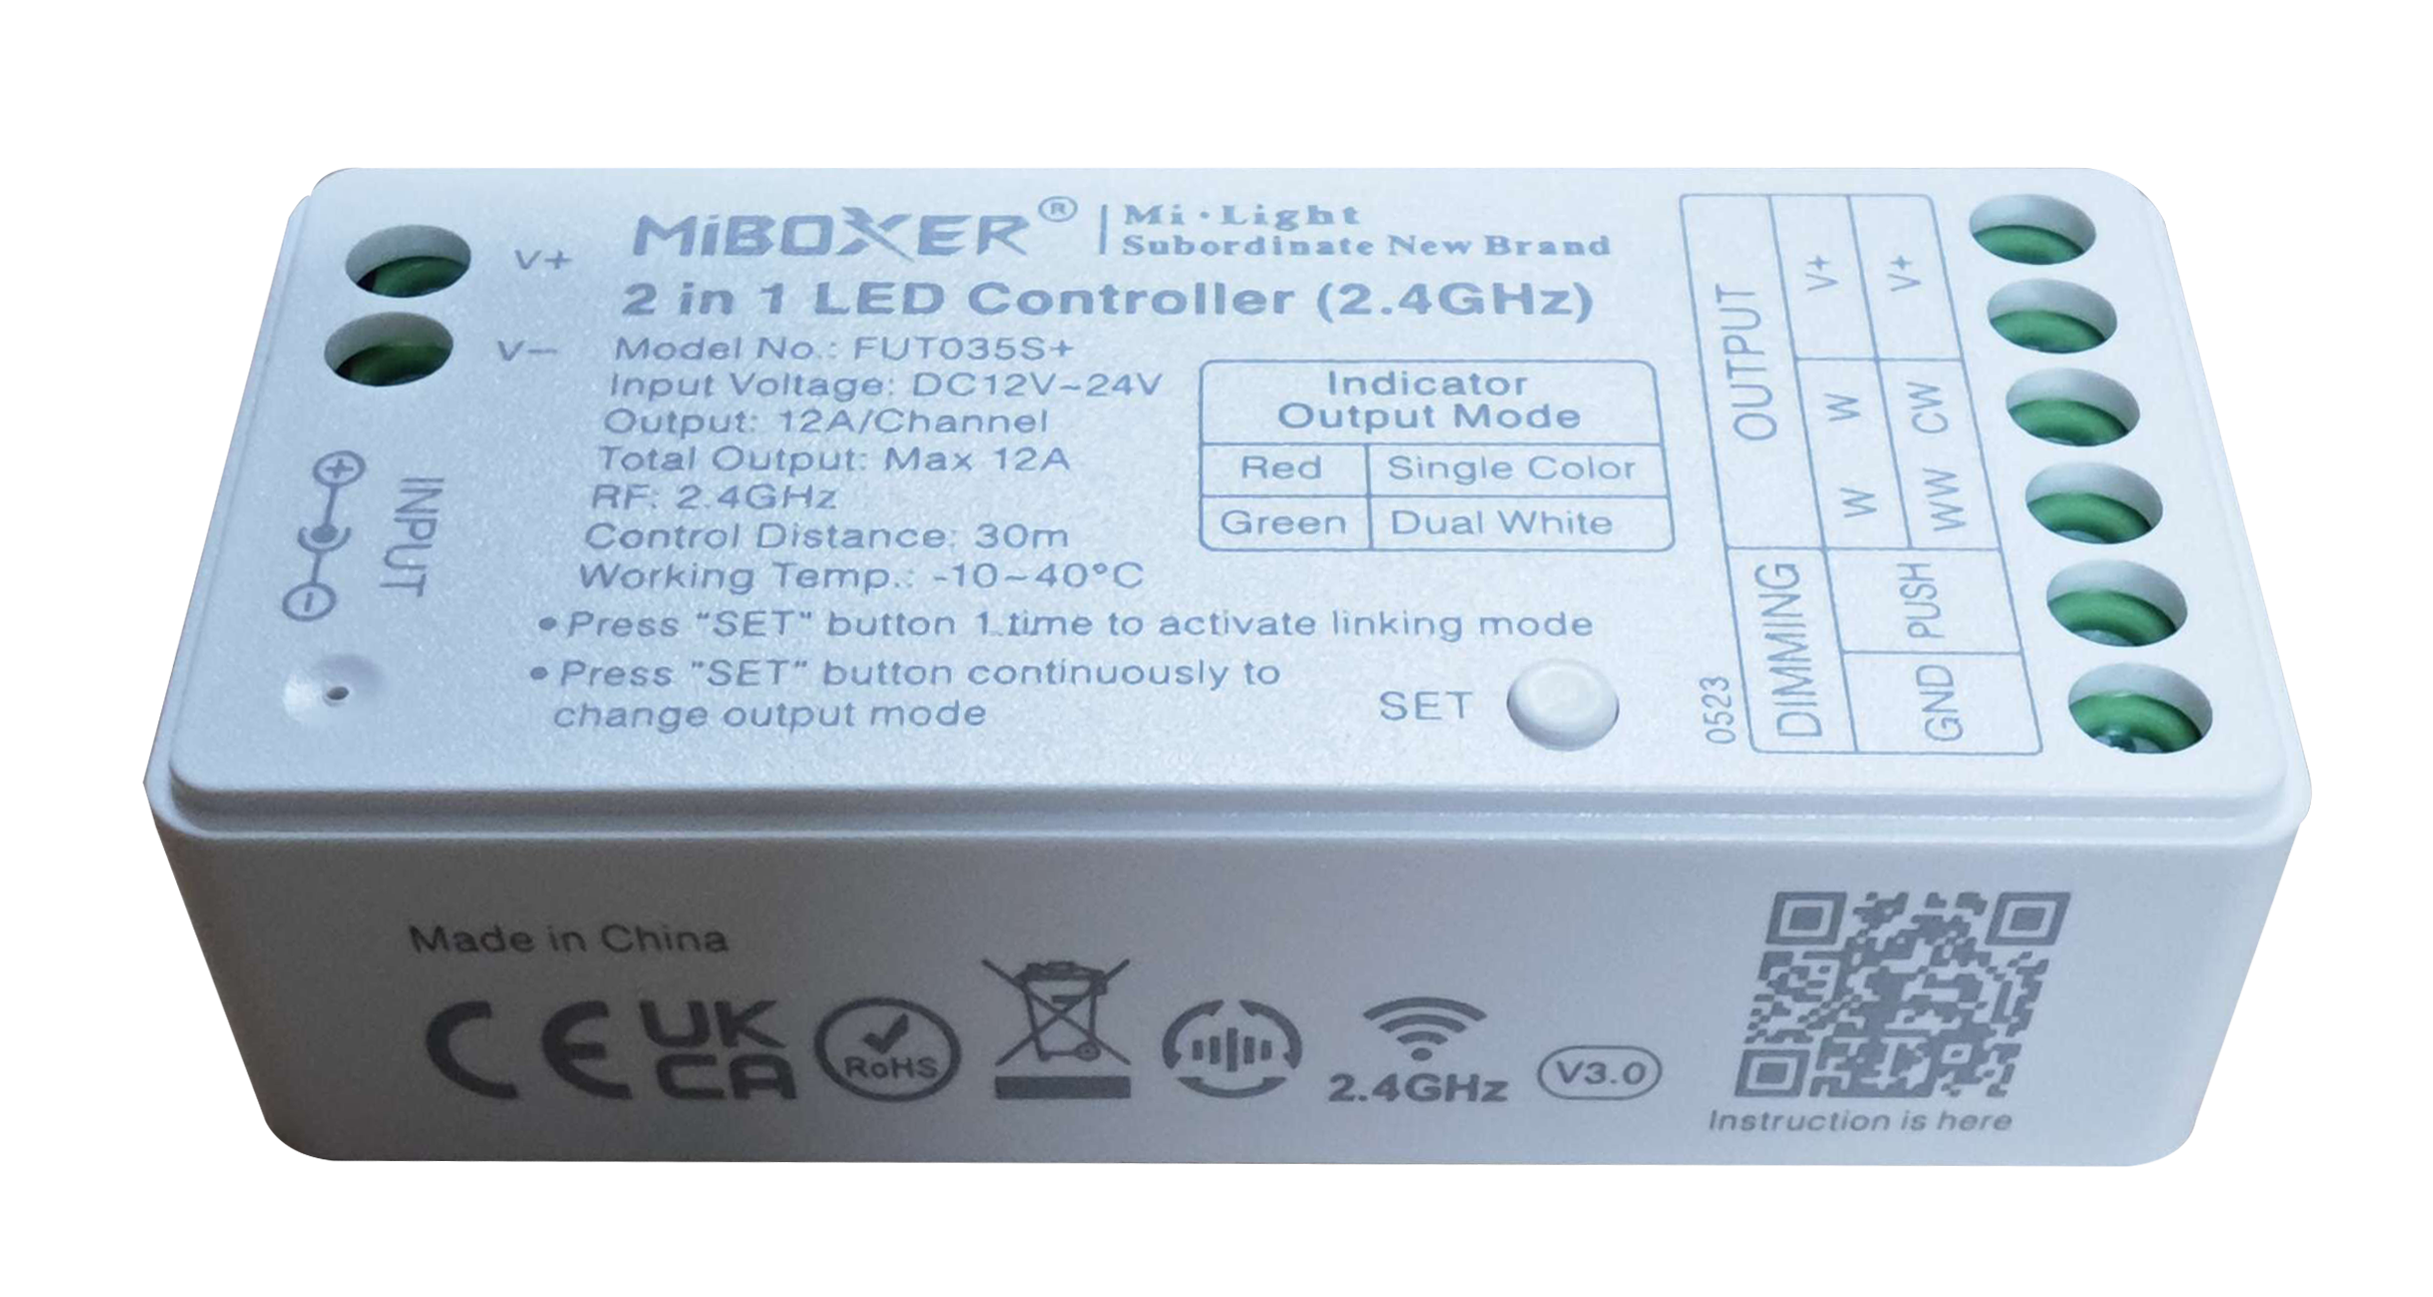 V+
V−
INPUT
MiBOXER® | Mi·Light
Subordinate New Brand
2 in 1 LED Controller (2.4GHz)
Model No.: FUT035S+
Input Voltage: DC12V~24V
Output: 12A/Channel
Total Output: Max 12A
RF: 2.4GHz
Control Distance: 30m
Working Temp.: -10~40°C
• Press "SET" button 1 time to activate linking mode
• Press "SET" button continuously to
change output mode
Indicator
Output Mode
Red Single Color
Green Dual White
SET
0523
OUTPUT
V+ V+
W CW
W WW
DIMMING
PUSH
GND
Made in China
CE UK
CA
RoHS
2.4GHz
V3.0
Instruction is here